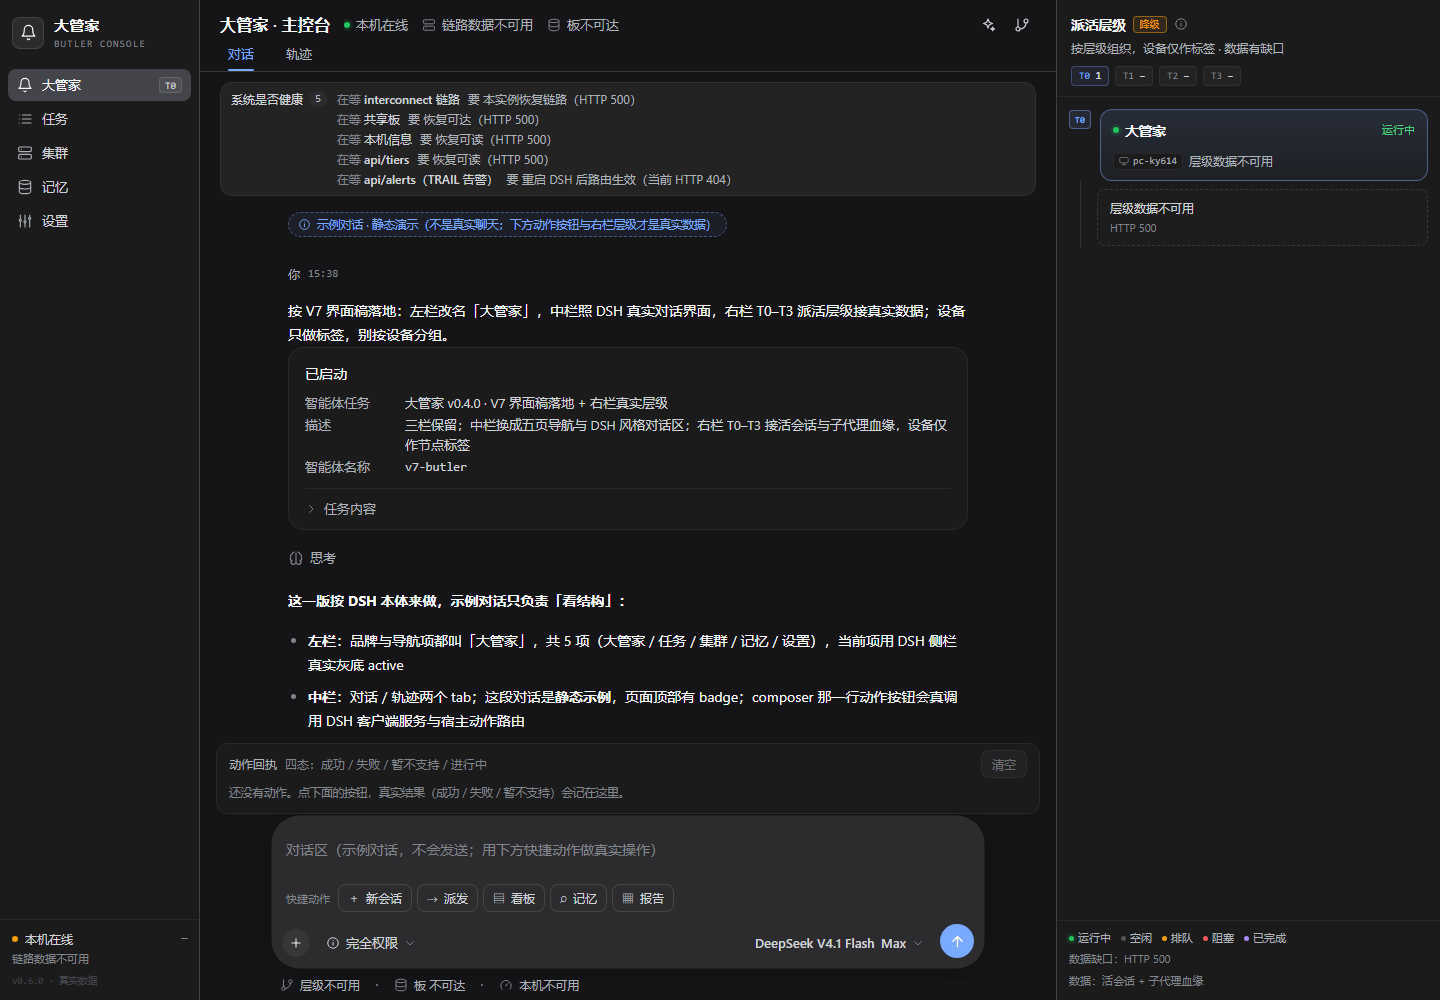 大管家
BUTLER CONSOLE
大管家 T0
任务
集群
记忆
设置
本机在线 –
链路数据不可用
v0.6.0 · 真实数据
大管家 · 主控台 本机在线 链路数据不可用 板不可达
对话 轨迹
系统是否健康 5 在等 interconnect 链路 要 本实例恢复链路（HTTP 500）
在等 共享板 要 恢复可达（HTTP 500）
在等 本机信息 要 恢复可读（HTTP 500）
在等 api/tiers 要 恢复可读（HTTP 500）
在等 api/alerts（TRAIL 告警） 要 重启 DSH 后路由生效（当前 HTTP 404）
示例对话 · 静态演示（不是真实聊天；下方动作按钮与右栏层级才是真实数据）
你 15:38
按 V7 界面稿落地：左栏改名「大管家」，中栏照 DSH 真实对话界面，右栏 T0–T3 派活层级接真实数据；设备
只做标签，别按设备分组。
已启动
智能体任务 大管家 v0.4.0 · V7 界面稿落地 + 右栏真实层级
描述 三栏保留；中栏换成五页导航与 DSH 风格对话区；右栏 T0–T3 接活会话与子代理血缘，设备仅
作节点标签
智能体名称 v7-butler
任务内容
思考
这一版按 DSH 本体来做，示例对话只负责「看结构」：
左栏：品牌与导航项都叫「大管家」，共 5 项（大管家 / 任务 / 集群 / 记忆 / 设置），当前项用 DSH 侧栏
真实灰底 active
中栏：对话 / 轨迹两个 tab；这段对话是静态示例，页面顶部有 badge；composer 那一行动作按钮会真调
用 DSH 客户端服务与宿主动作路由
动作回执 四态：成功 / 失败 / 暂不支持 / 进行中 清空
还没有动作。点下面的按钮，真实结果（成功 / 失败 / 暂不支持）会记在这里。
对话区（示例对话，不会发送；用下方快捷动作做真实操作）
快捷动作 + 新会话 派发 看板 记忆 报告
+ 完全权限 DeepSeek V4.1 Flash Max
层级不可用 · 板 不可达 · 本机不可用
派活层级 降级
按层级组织，设备仅作标签 · 数据有缺口
T0 1 T1 – T2 – T3 –
T0 大管家 运行中
pc-ky614 层级数据不可用
层级数据不可用
HTTP 500
运行中 空闲 排队 阻塞 已完成
数据缺口：HTTP 500
数据：活会话 + 子代理血缘